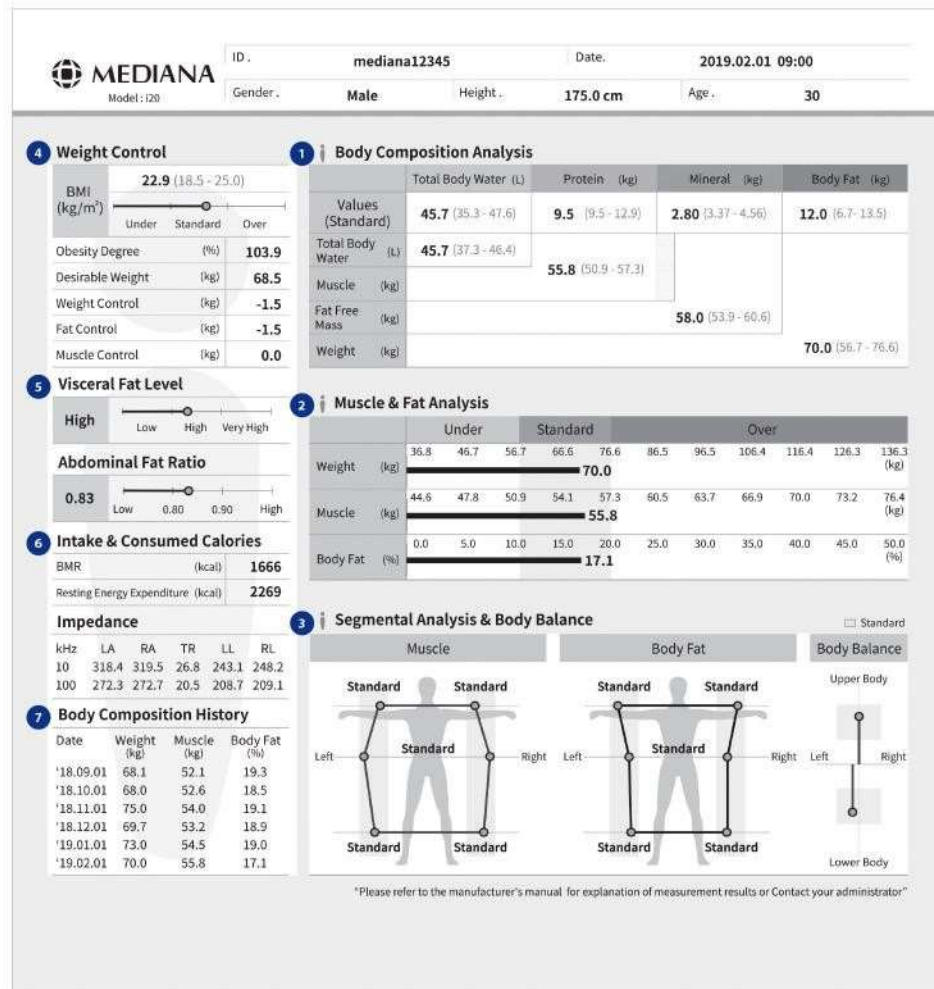 MEDIANA
Model : i20
ID . mediana12345 Date. 2019.02.01 09:00
Gender . Male Height . 175.0 cm Age . 30
4 Weight Control
BMI (kg/m²) 22.9 (18.5 - 25.0)
Under Standard Over
Obesity Degree (%) 103.9
Desirable Weight (kg) 68.5
Weight Control (kg) -1.5
Fat Control (kg) -1.5
Muscle Control (kg) 0.0
5 Visceral Fat Level
High
Low High Very High
Abdominal Fat Ratio
0.83
Low 0.80 0.90 High
6 Intake & Consumed Calories
BMR (kcal) 1666
Resting Energy Expenditure (kcal) 2269
Impedance
kHz LA RA TR LL RL
10 318.4 319.5 26.8 243.1 248.2
100 272.3 272.7 20.5 208.7 209.1
7 Body Composition History
Date Weight (kg) Muscle (kg) Body Fat (%)
'18.09.01 68.1 52.1 19.3
'18.10.01 68.0 52.6 18.5
'18.11.01 75.0 54.0 19.1
'18.12.01 69.7 53.2 18.9
'19.01.01 73.0 54.5 19.0
'19.02.01 70.0 55.8 17.1
1 Body Composition Analysis
Total Body Water (L) Protein (kg) Mineral (kg) Body Fat (kg)
Values (Standard) 45.7 (35.3 - 47.6) 9.5 (9.5 - 12.9) 2.80 (3.37 - 4.56) 12.0 (6.7 - 13.5)
Total Body Water (L) 45.7 (37.3 - 46.4)
Muscle (kg) 55.8 (50.9 - 57.3)
Fat Free Mass (kg) 58.0 (53.9 - 60.6)
Weight (kg) 70.0 (56.7 - 76.6)
2 Muscle & Fat Analysis
Under Standard Over
Weight (kg) 36.8 46.7 56.7 66.6 76.6 86.5 96.5 106.4 116.4 126.3 136.3 (kg)
70.0
Muscle (kg) 44.6 47.8 50.9 54.1 57.3 60.5 63.7 66.9 70.0 73.2 76.4 (kg)
55.8
Body Fat (%) 0.0 5.0 10.0 15.0 20.0 25.0 30.0 35.0 40.0 45.0 50.0 (%)
17.1
3 Segmental Analysis & Body Balance
Standard
Muscle Body Fat Body Balance
Standard Standard Standard Standard Upper Body
Left Standard Right Left Standard Right Left Right
Standard Standard Standard Standard
Lower Body
"Please refer to the manufacturer's manual for explanation of measurement results or Contact your administrator"